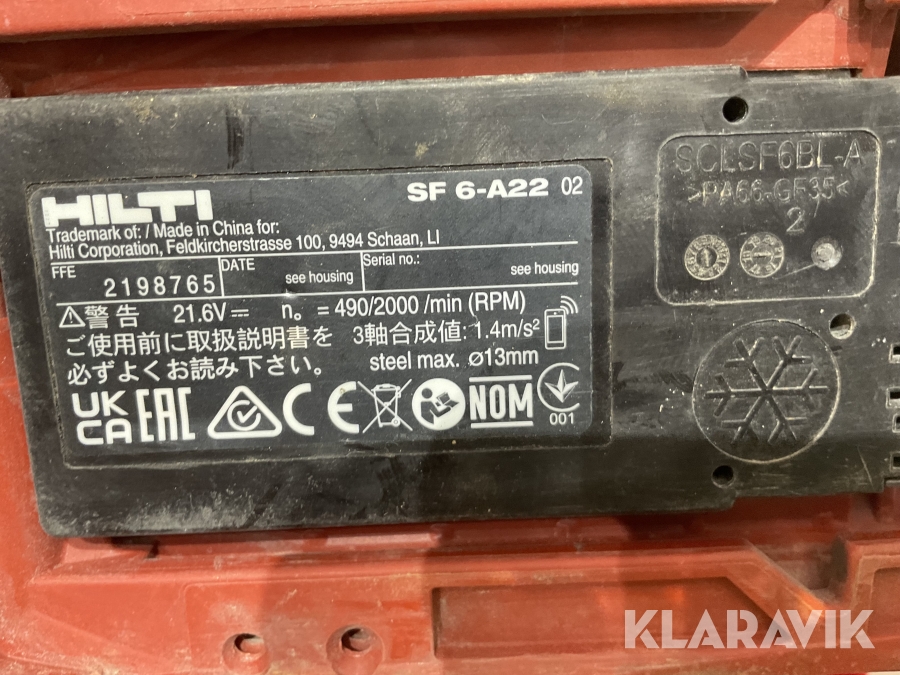 HILTI
SF 6-A22 02
Trademark of: / Made in China for:
Hilti Corporation, Feldkircherstrasse 100, 9494 Schaan, LI
FFE 2198765 DATE see housing Serial no.: see housing
⚠警告 21.6V⎓ n₀ = 490/2000 /min (RPM)
ご使用前に取扱説明書を 3軸合成値: 1.4m/s²
必ずよくお読み下さい。 steel max. ⌀13mm
UK
CA EAC CE NOM 001
SCLSF6BL-A
>PA66-GF35<
2
KLARAVIK